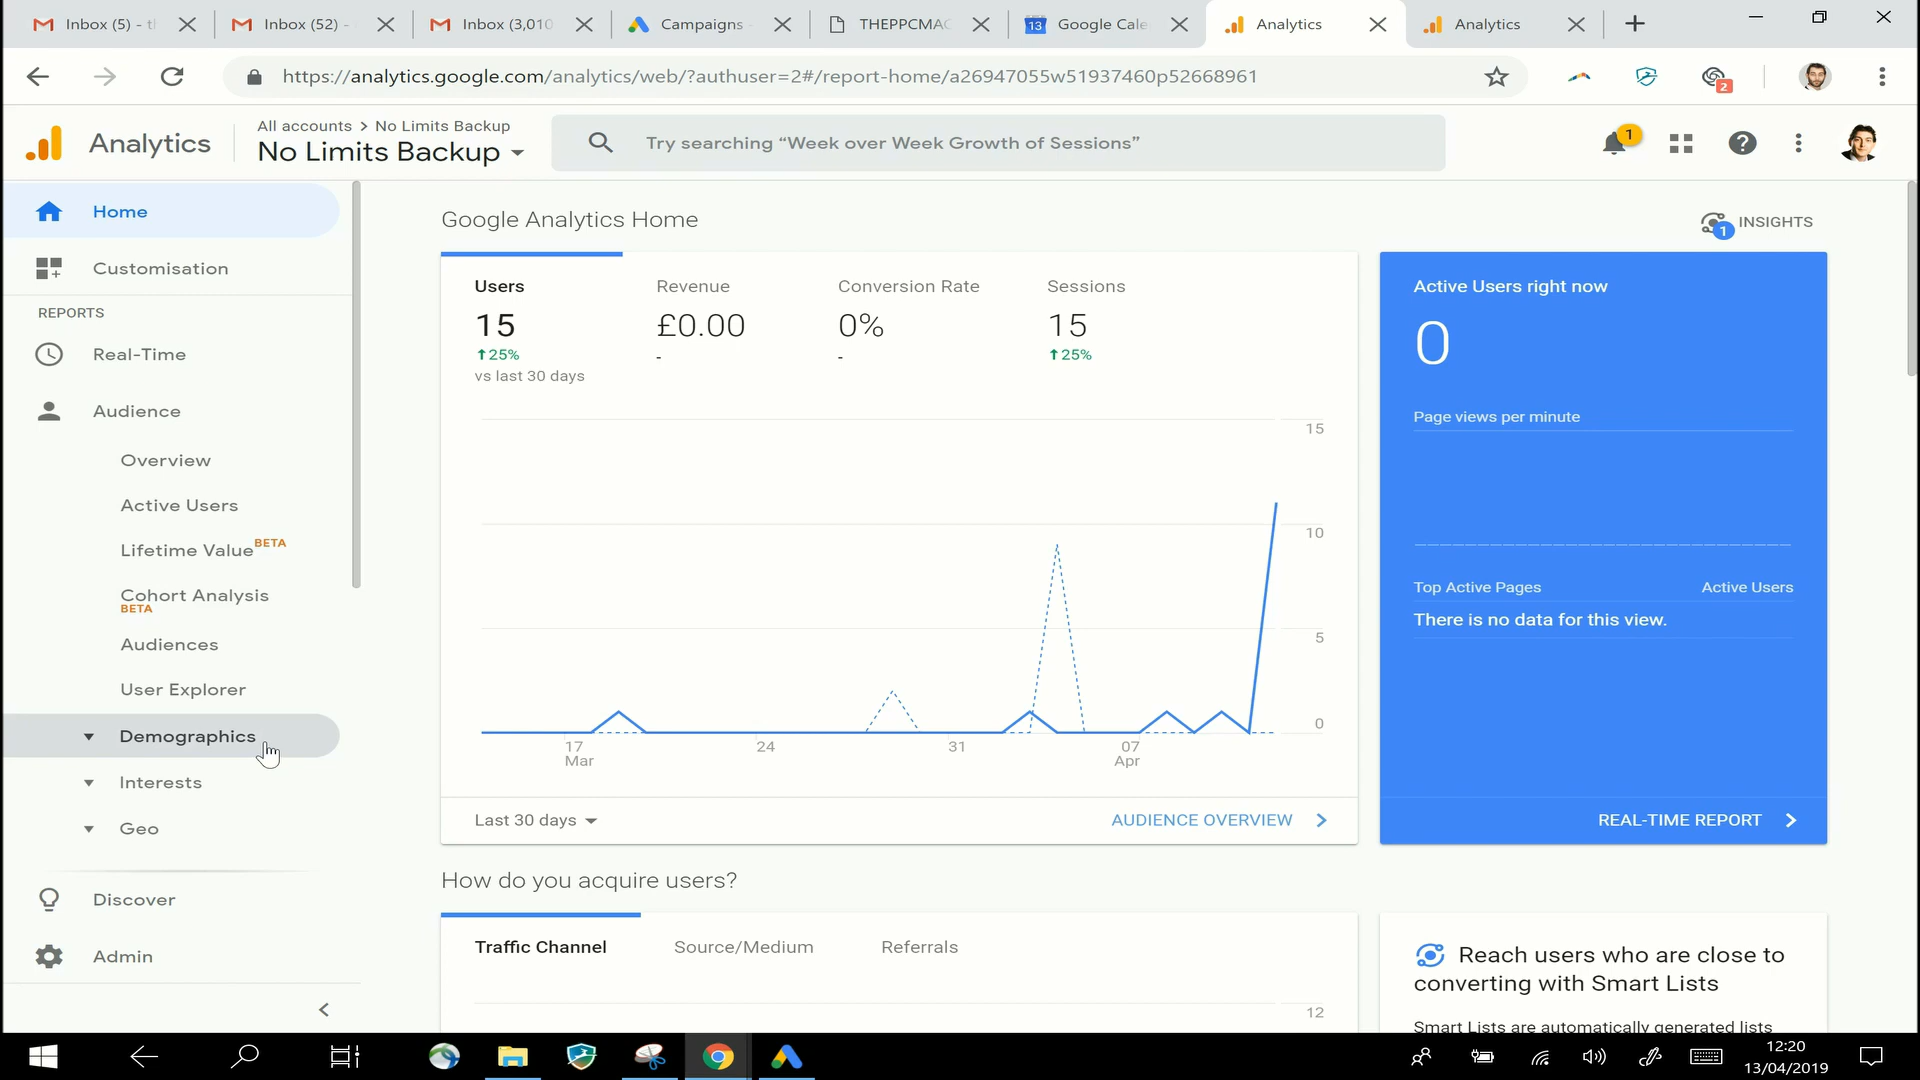 Inbox (5) - th
Inbox (52) -
Inbox (3,010
Campaigns -
THEPPCMAC
13
Google Cale
Analytics
Analytics
https://analytics.google.com/analytics/web/?authuser=2#/report-home/a26947055w51937460p52668961
2
Analytics
All accounts > No Limits Backup
No Limits Backup
Try searching “Week over Week Growth of Sessions”
1
Home
Customisation
REPORTS
Real-Time
Audience
Overview
Active Users
Lifetime Value BETA
Cohort Analysis
BETA
Audiences
User Explorer
Demographics
Interests
Geo
Discover
Admin
Google Analytics Home
1 INSIGHTS
Users Revenue Conversion Rate Sessions
15 £0.00 0% 15
25% - - 25%
vs last 30 days
15
10
5
0
17 24 31 07
Mar Apr
Last 30 days
AUDIENCE OVERVIEW
Active Users right now
0
Page views per minute
Top Active Pages Active Users
There is no data for this view.
REAL-TIME REPORT
How do you acquire users?
Traffic Channel Source/Medium Referrals
12
Reach users who are close to
converting with Smart Lists
Smart Lists are automatically generated lists
12:20
13/04/2019